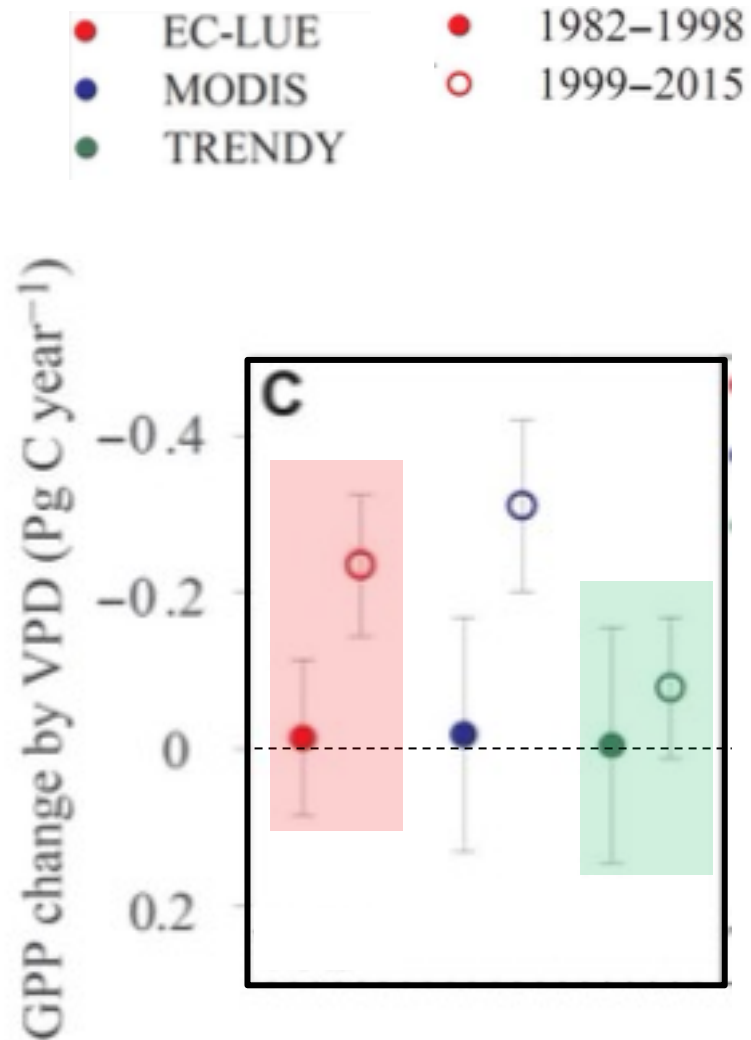 EC-LUE
MODIS
TRENDY
1982–1998
1999–2015
GPP change by VPD (Pg C year⁻¹)
C
−0.4
−0.2
0
0.2